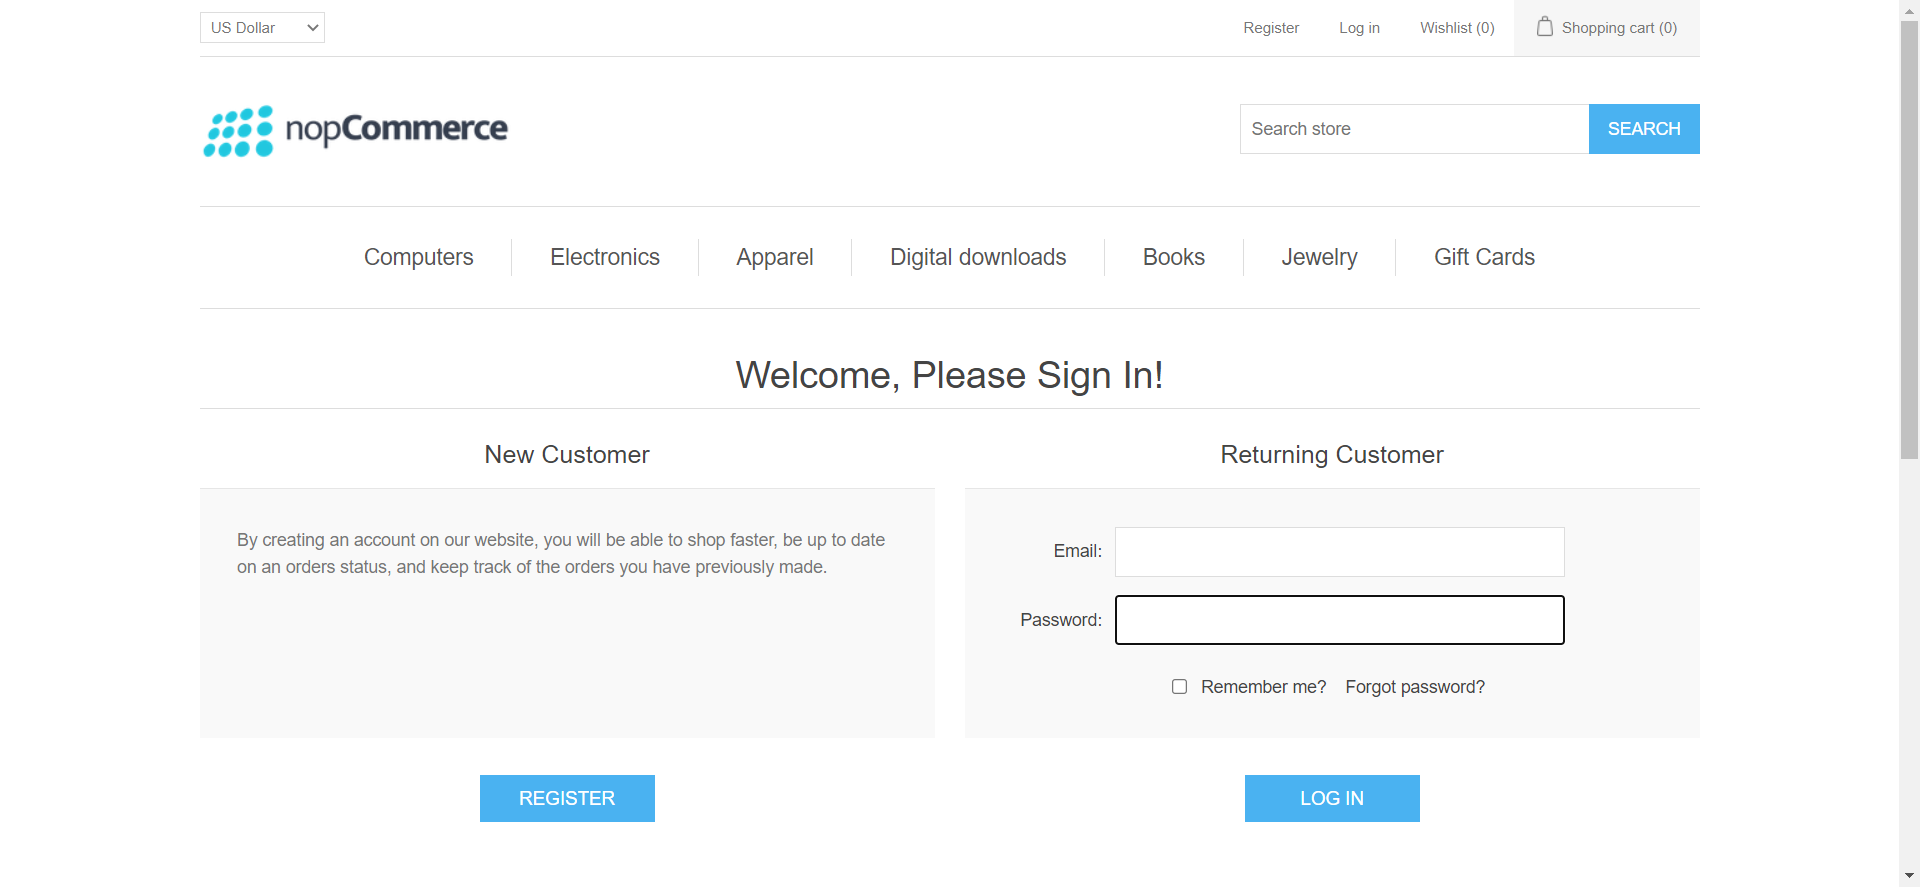 US Dollar
Register
Log in
Wishlist (0)
Shopping cart (0)
nopCommerce
Search store
SEARCH
Computers
Electronics
Apparel
Digital downloads
Books
Jewelry
Gift Cards
Welcome, Please Sign In!
New Customer
By creating an account on our website, you will be able to shop faster, be up to date
on an orders status, and keep track of the orders you have previously made.
REGISTER
Returning Customer
Email:
Password:
Remember me?
Forgot password?
LOG IN